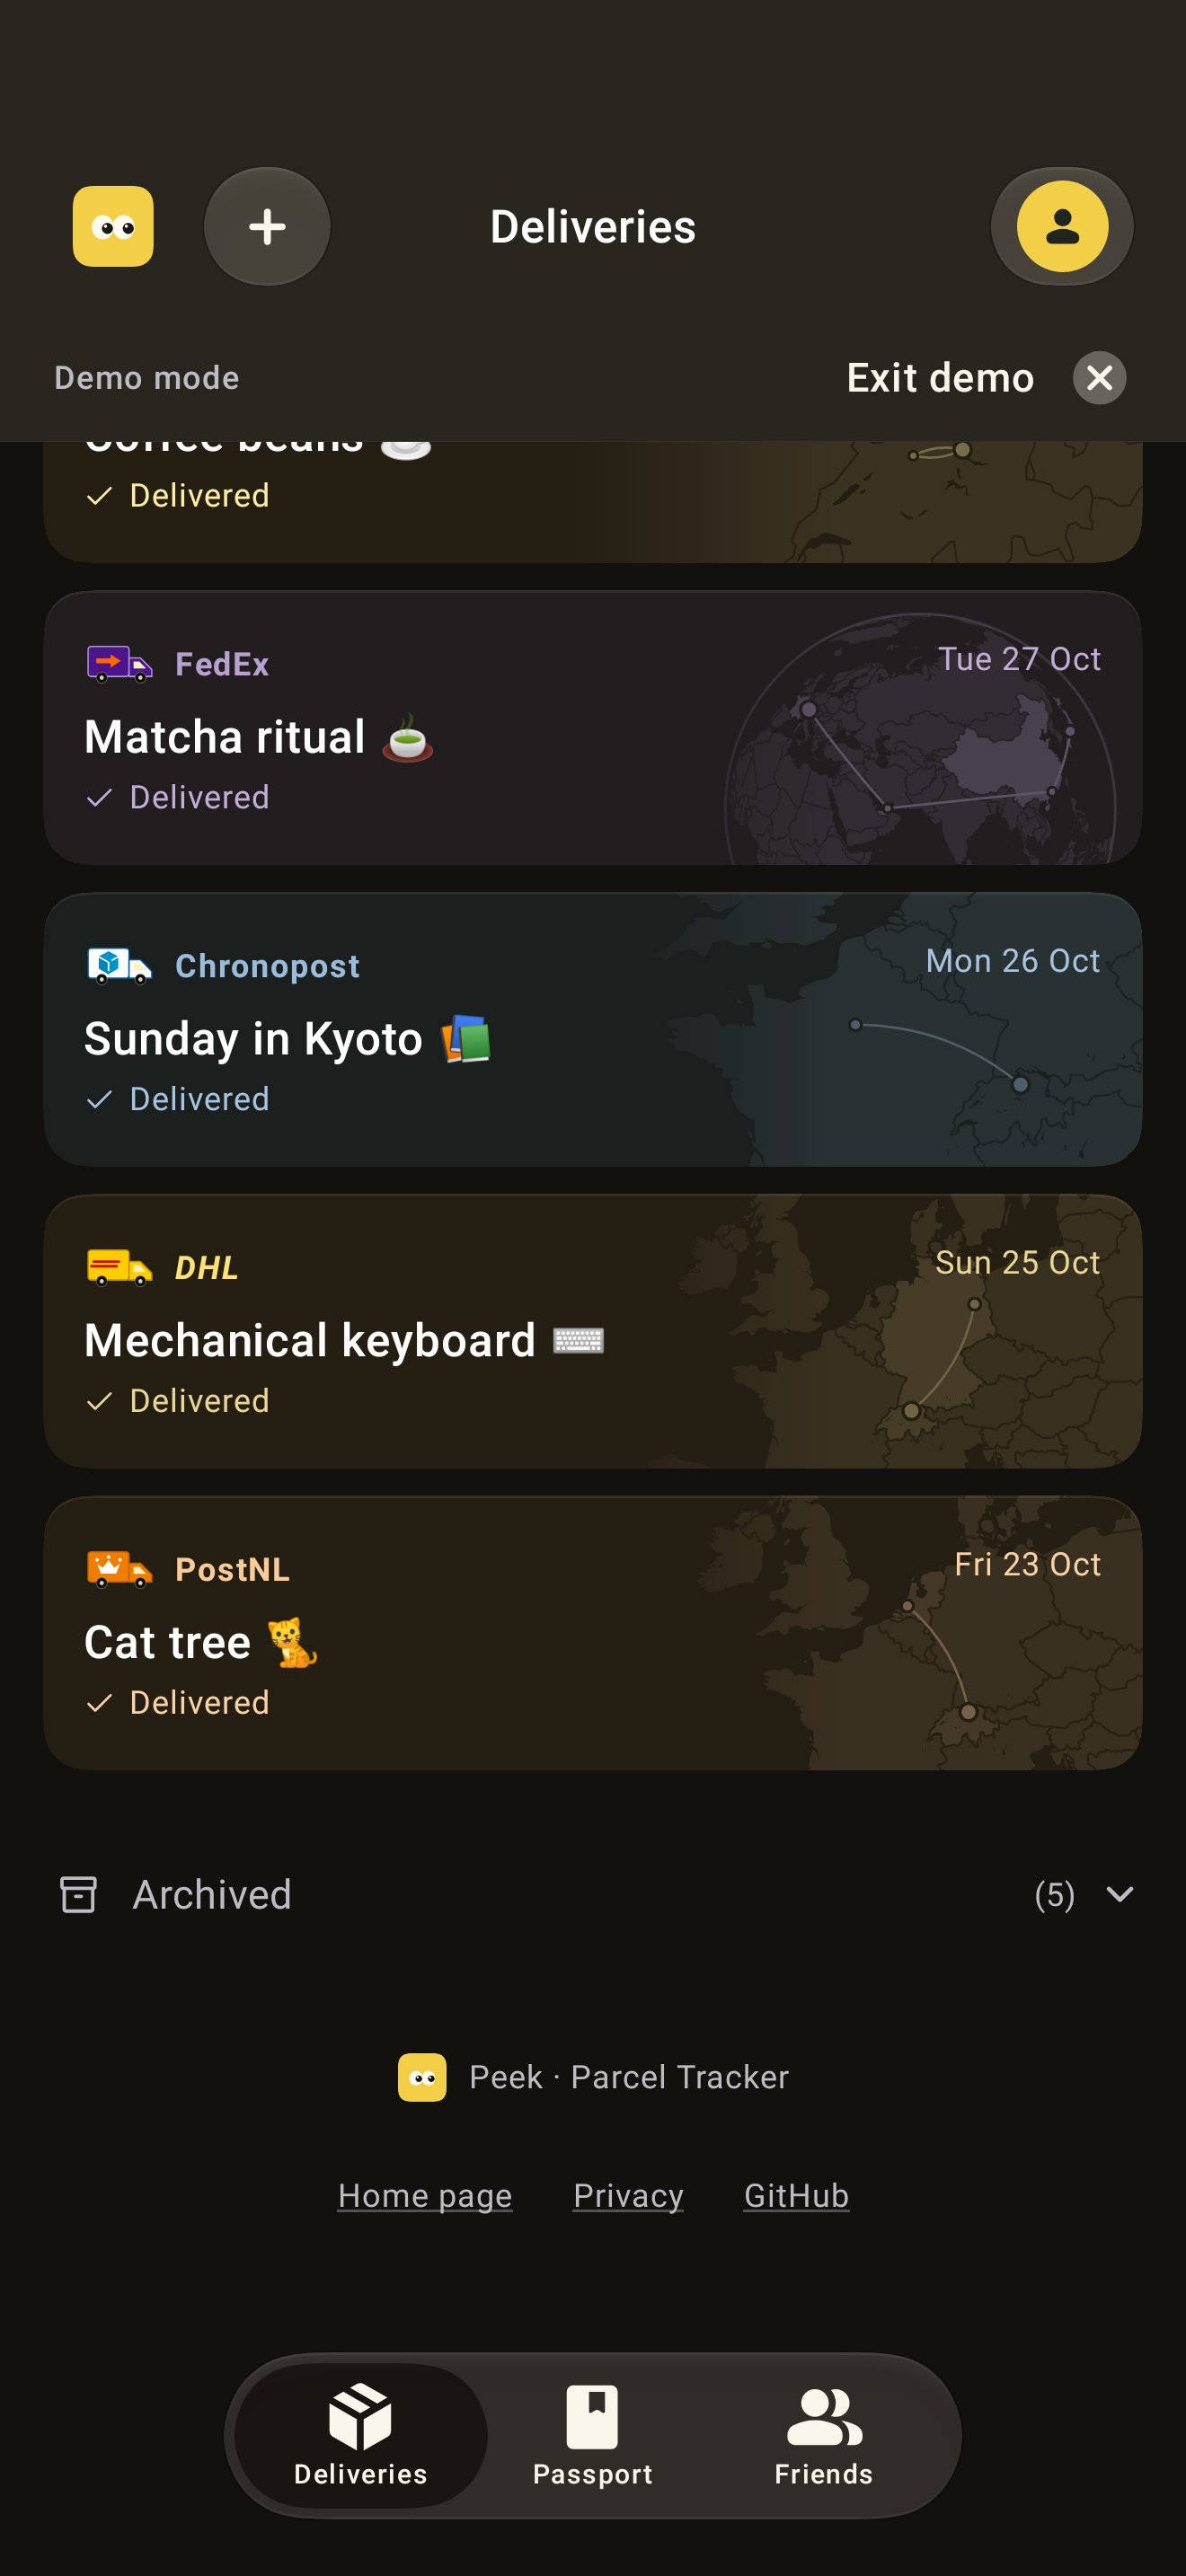 Deliveries
Demo mode
Exit demo
Coffee beans ☕
Delivered
FedEx
Tue 27 Oct
Matcha ritual 🍵
Delivered
Chronopost
Mon 26 Oct
Sunday in Kyoto
Delivered
DHL
Sun 25 Oct
Mechanical keyboard ⌨️
Delivered
PostNL
Fri 23 Oct
Cat tree 🐈
Delivered
Archived
(5)
Peek · Parcel Tracker
Home page Privacy GitHub
Deliveries Passport Friends